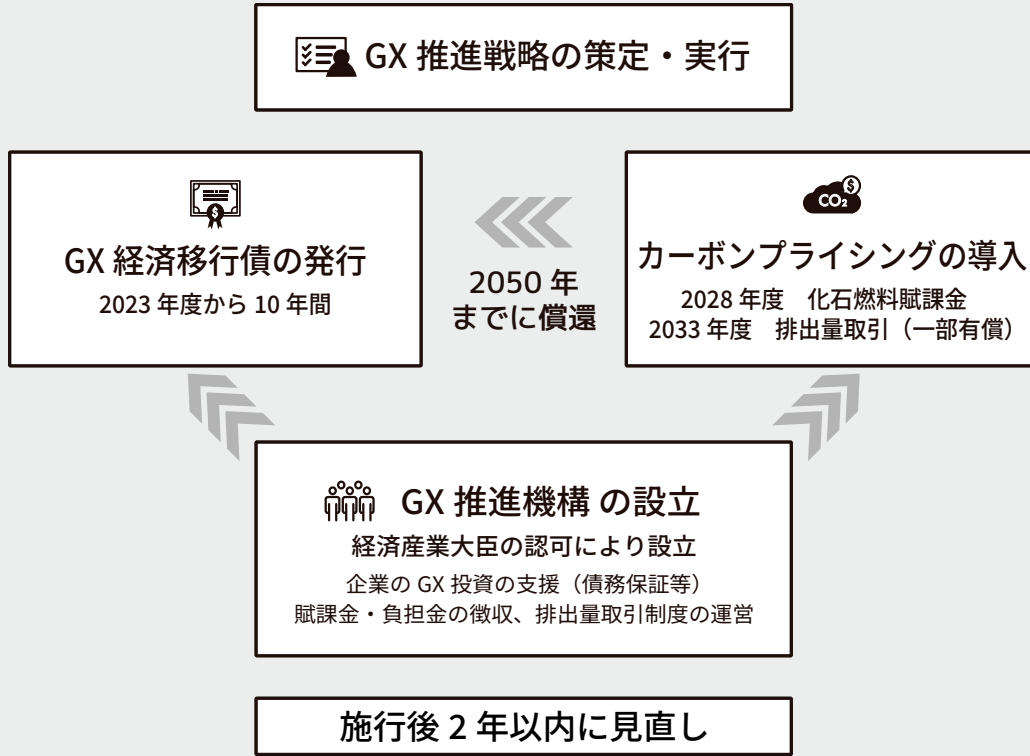 GX 推進戦略の策定・実行
GX 経済移行債の発行
2023 年度から 10 年間
2050 年
までに償還
CO₂
カーボンプライシングの導入
2028 年度　化石燃料賦課金
2033 年度　排出量取引（一部有償）
GX 推進機構 の設立
経済産業大臣の認可により設立
企業の GX 投資の支援（債務保証等）
賦課金・負担金の徴収、排出量取引制度の運営
施行後 2 年以内に見直し